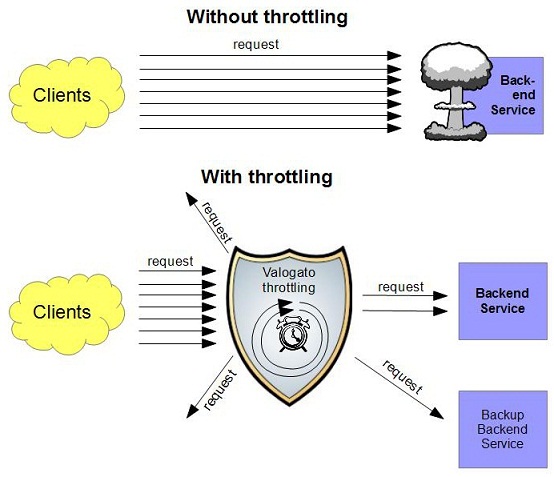 Without throttling
request
Clients
Back-
end
Service
With throttling
request
request
Clients
Valogato
throttling
request
Backend
Service
request
request
Backup
Backend
Service